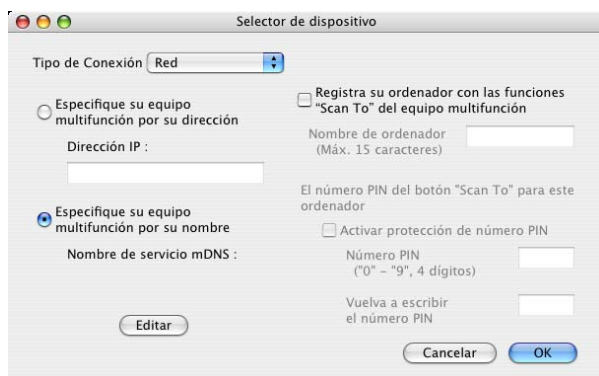 Selector de dispositivo
Tipo de Conexión Red
Especifique su equipo
multifunción por su dirección
Dirección IP :
Especifique su equipo
multifunción por su nombre
Nombre de servicio mDNS :
Editar
Registra su ordenador con las funciones
"Scan To" del equipo multifunción
Nombre de ordenador
(Máx. 15 caracteres)
El número PIN del botón "Scan To" para este
ordenador
Activar protección de número PIN
Número PIN
("0" – "9", 4 dígitos)
Vuelva a escribir
el número PIN
Cancelar OK